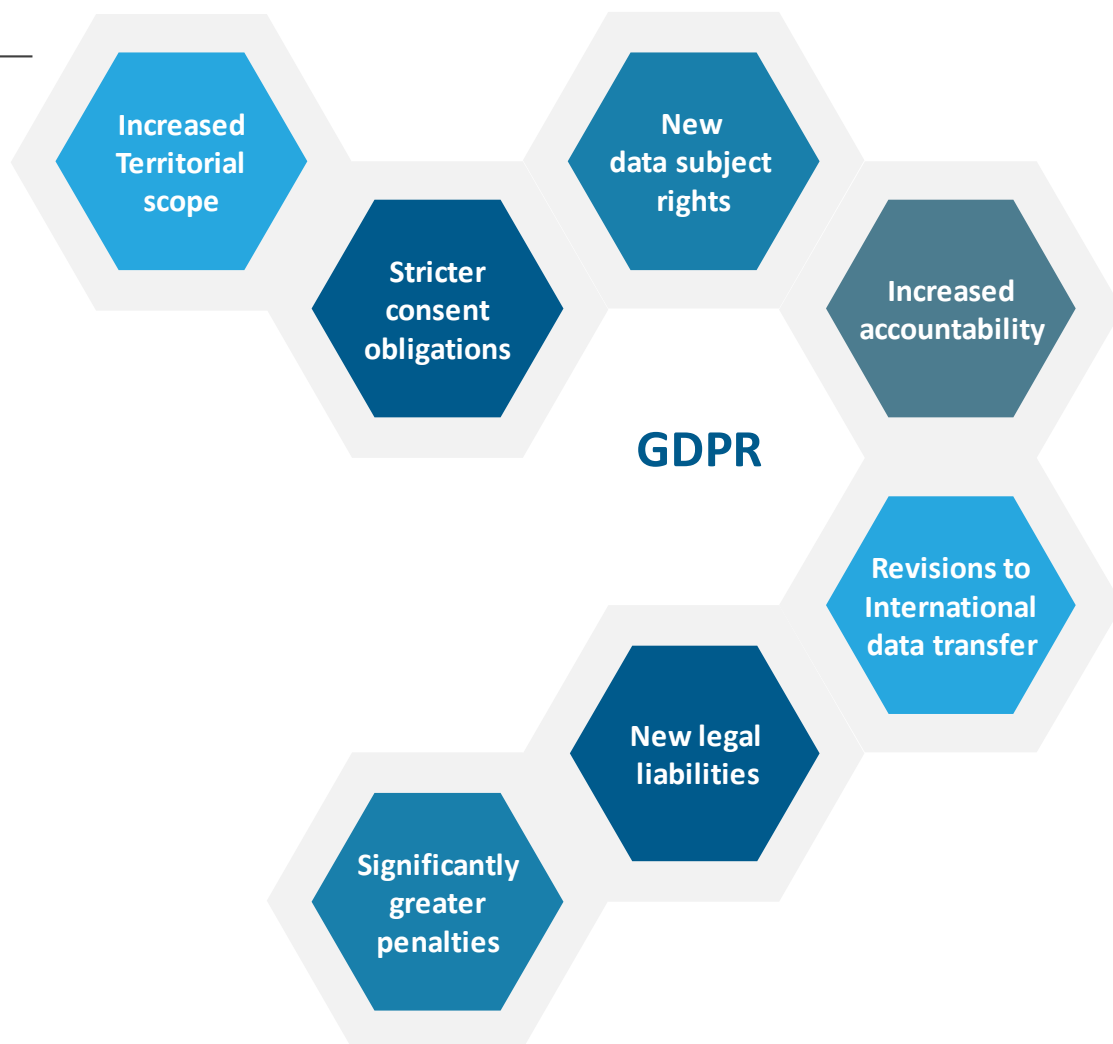 Increased
Territorial
scope
Stricter
consent
obligations
New
data subject
rights
Increased
accountability
GDPR
Revisions to
International
data transfer
New legal
liabilities
Significantly
greater
penalties